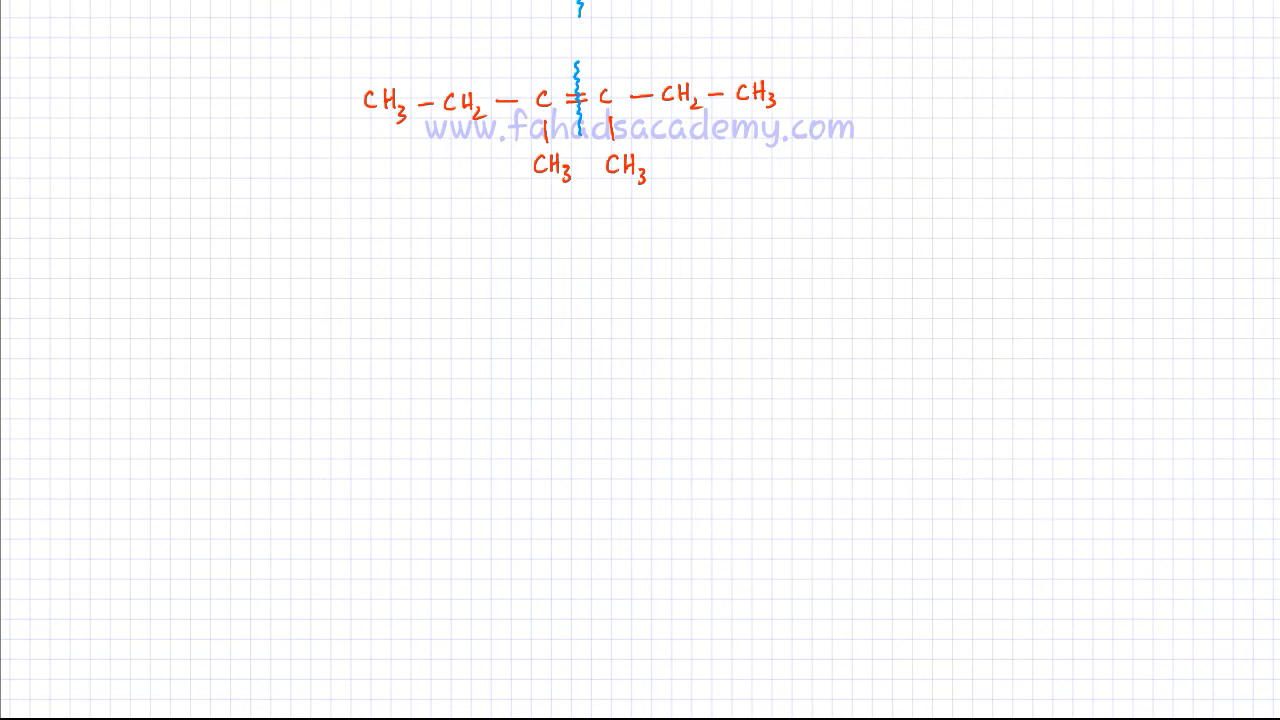 CH₃ – CH₂ – C = C – CH₂ – CH₃
www.fahadsacademy.com
CH₃ CH₃